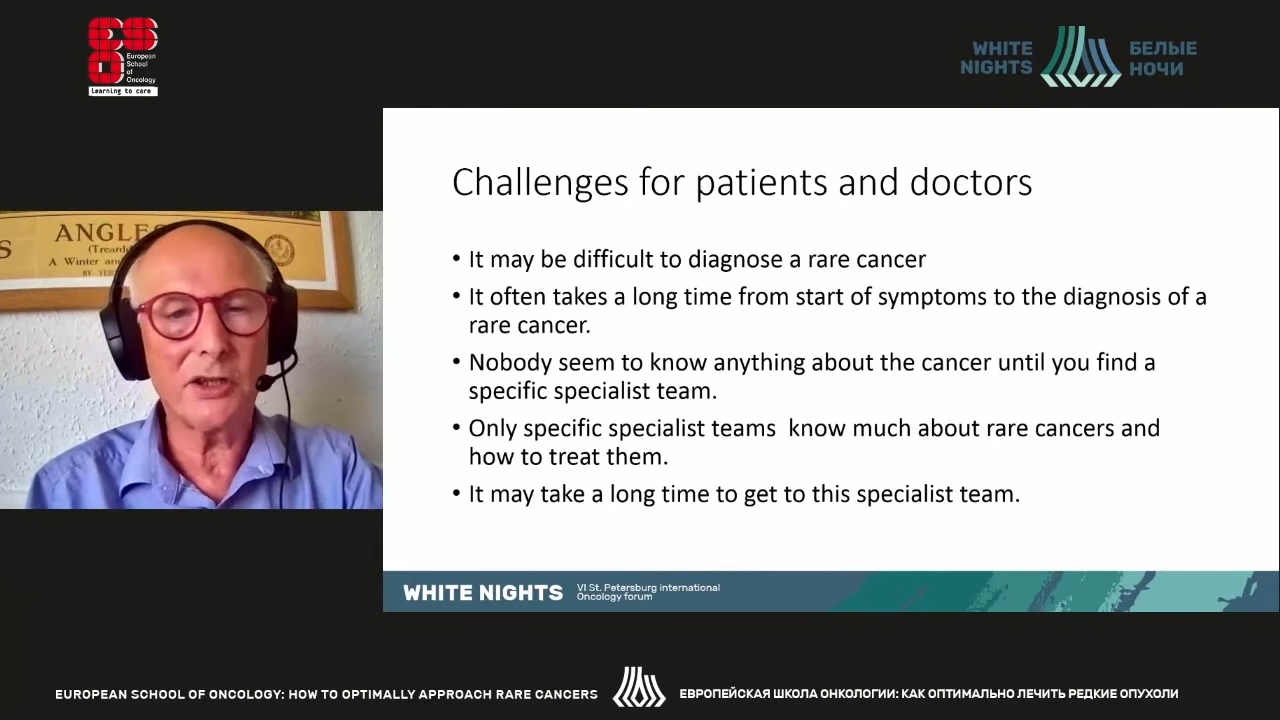 European
School
of
Oncology
Learning to care
WHITE
NIGHTS
БЕЛЫЕ
НОЧИ
Challenges for patients and doctors
• It may be difficult to diagnose a rare cancer
• It often takes a long time from start of symptoms to the diagnosis of a
rare cancer.
• Nobody seem to know anything about the cancer until you find a
specific specialist team.
• Only specific specialist teams  know much about rare cancers and
how to treat them.
• It may take a long time to get to this specialist team.
S
ANGLES
A Winter and
WHITE NIGHTS
VI St. Petersburg international
Oncology forum
EUROPEAN SCHOOL OF ONCOLOGY: HOW TO OPTIMALLY APPROACH RARE CANCERS
ЕВРОПЕЙСКАЯ ШКОЛА ОНКОЛОГИИ: КАК ОПТИМАЛЬНО ЛЕЧИТЬ РЕДКИЕ ОПУХОЛИ